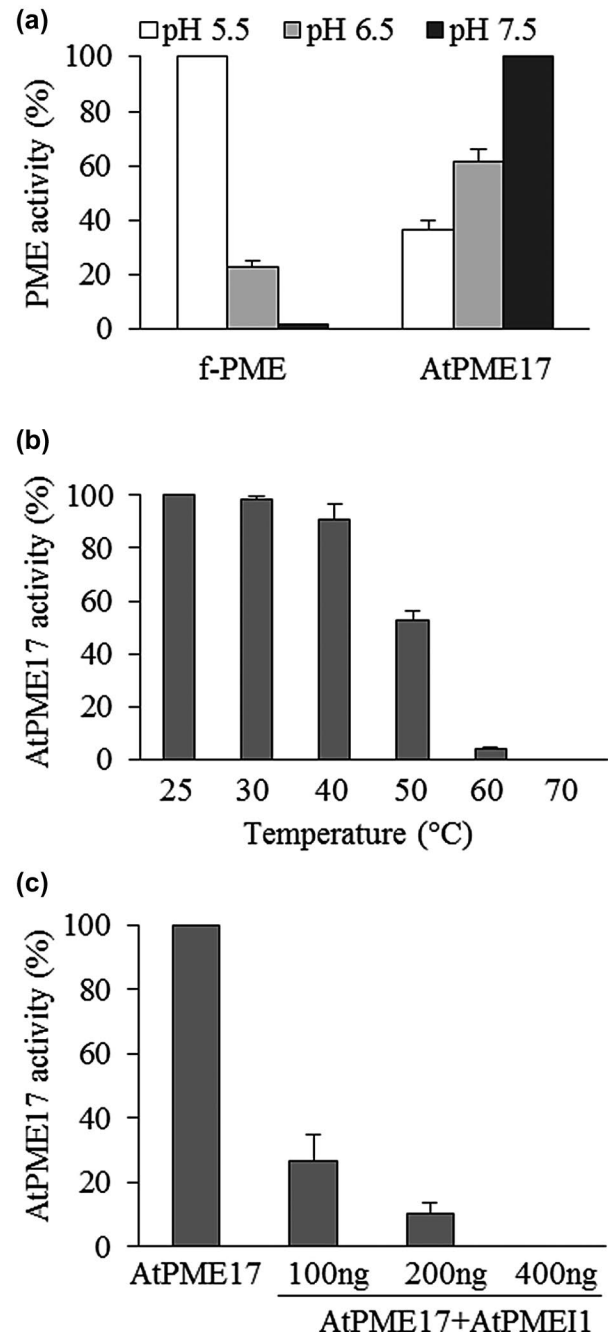 (a)
pH 5.5 pH 6.5 pH 7.5
PME activity (%)
100
80
60
40
20
0
f-PME AtPME17
(b)
AtPME17 activity (%)
100
80
60
40
20
0
25 30 40 50 60 70
Temperature (°C)
(c)
AtPME17 activity (%)
100
80
60
40
20
0
AtPME17 100ng 200ng 400ng
AtPME17+AtPMEI1